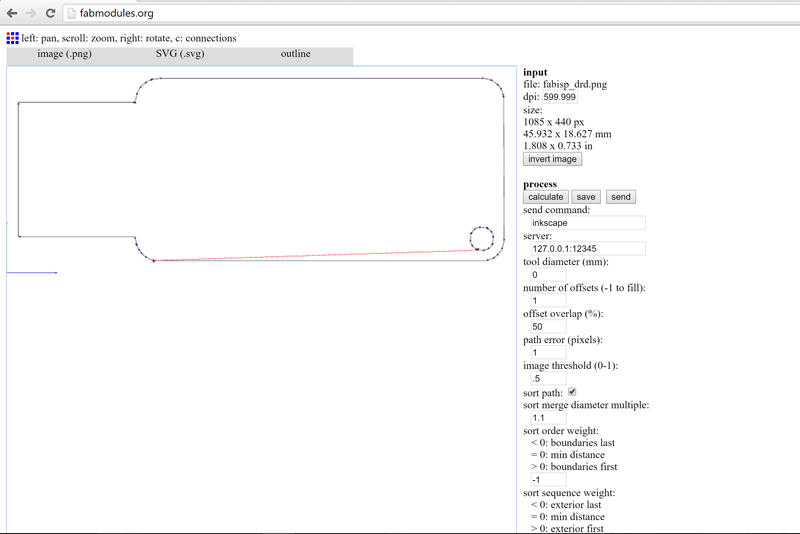 fabmodules.org
left: pan, scroll: zoom, right: rotate, c: connections
image (.png) SVG (.svg) outline
input
file: fabisp_drd.png
dpi: 599.999
size:
1085 x 440 px
45.932 x 18.627 mm
1.808 x 0.733 in
invert image
process
calculate save send
send command:
inkscape
server:
127.0.0.1:12345
tool diameter (mm):
0
number of offsets (-1 to fill):
1
offset overlap (%):
50
path error (pixels):
1
image threshold (0-1):
.5
sort path:
sort merge diameter multiple:
1.1
sort order weight:
< 0: boundaries last
= 0: min distance
> 0: boundaries first
-1
sort sequence weight:
< 0: exterior last
= 0: min distance
> 0: exterior first